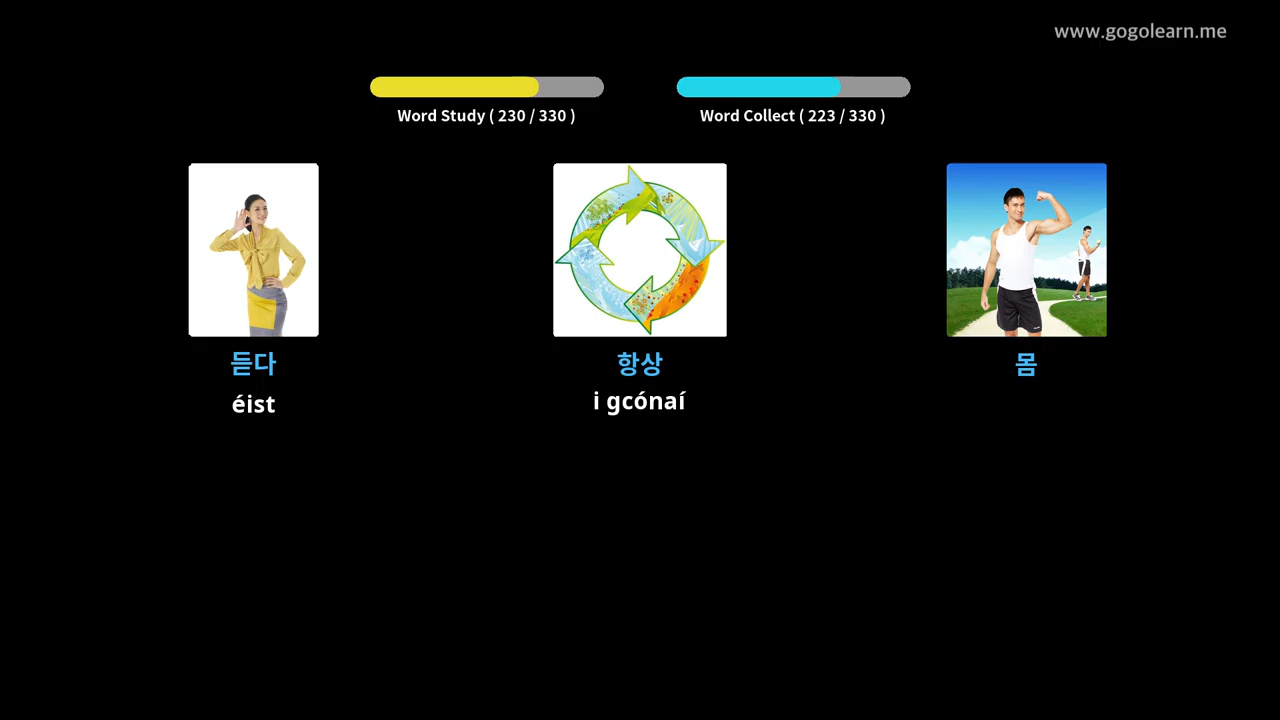 www.gogolearn.me
Word Study ( 230 / 330 )
Word Collect ( 223 / 330 )
듣다
항상
몸
éist
i gcónaí